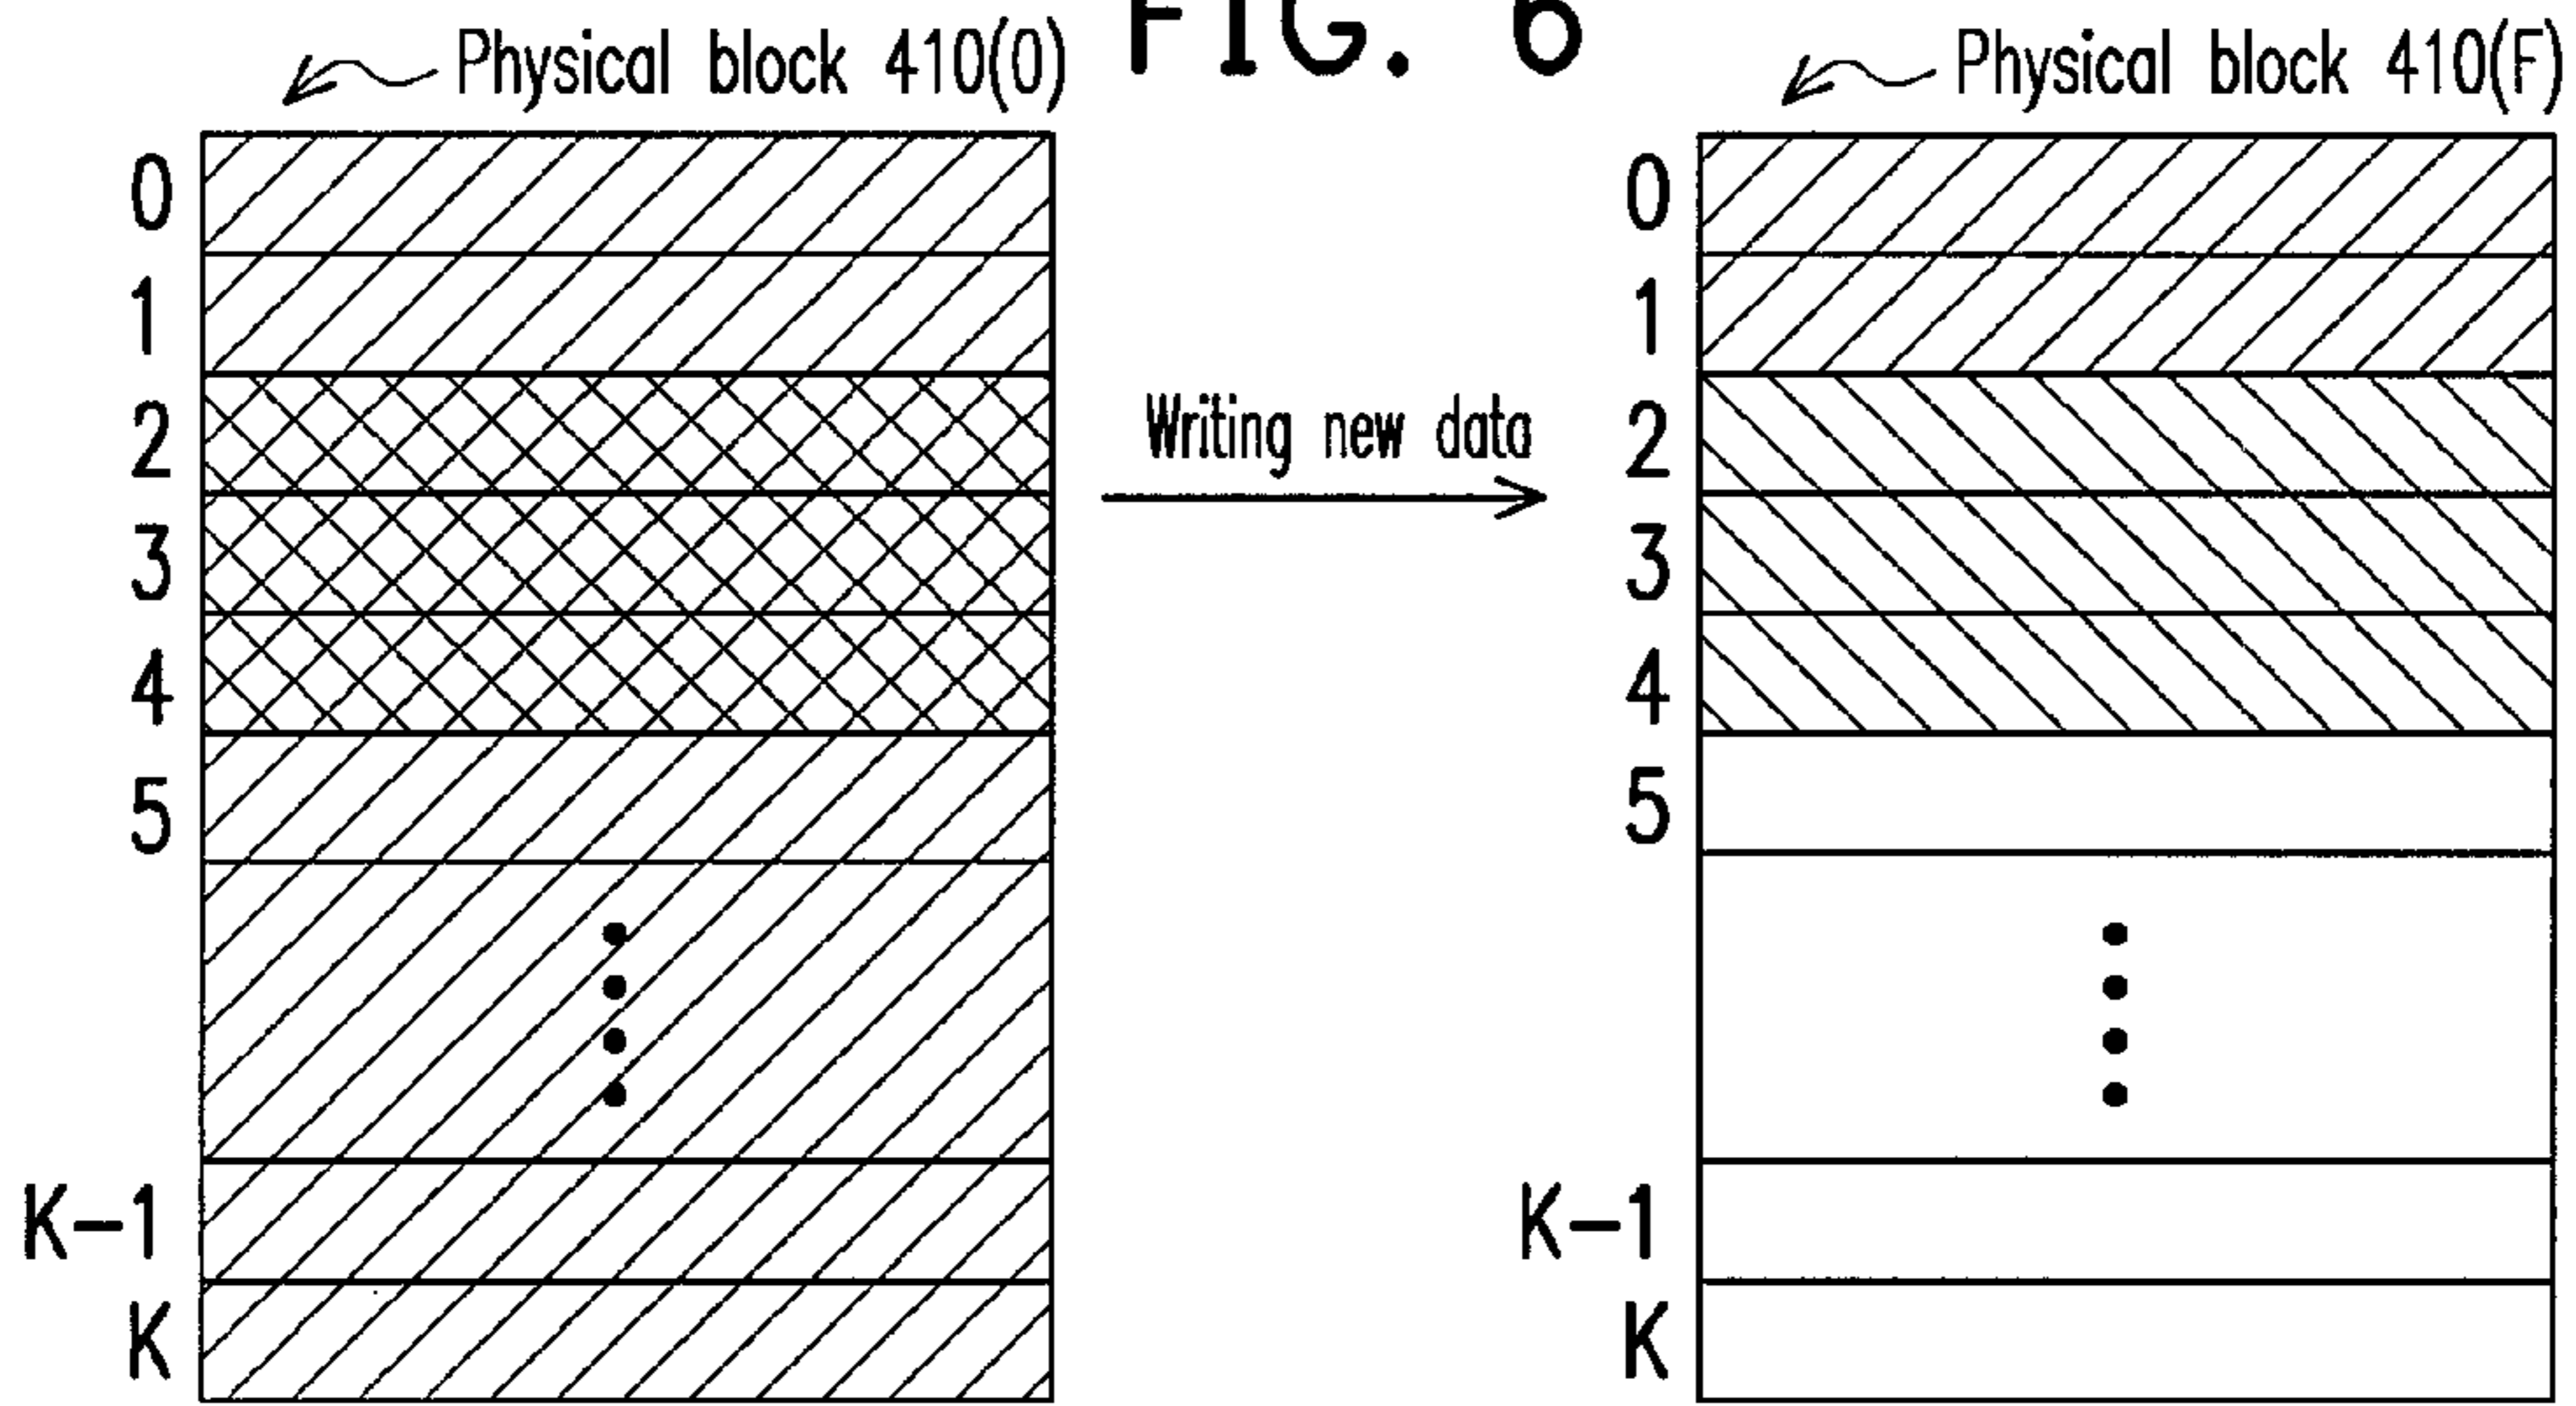 FIG. 6
Physical block 410(0)
0
1
2
3
4
5
K-1
K
Writing new data
Physical block 410(F)
0
1
2
3
4
5
K-1
K